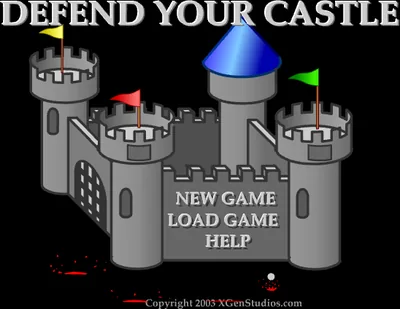 DEFEND YOUR CASTLE
NEW GAME
LOAD GAME
HELP
Copyright 2003 XGenStudios.com